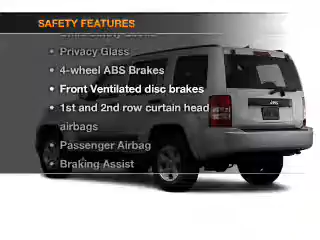 SAFETY FEATURES
• Privacy Glass
• 4-wheel ABS Brakes
• Front Ventilated disc brakes
• 1st and 2nd row curtain head
airbags
• Passenger Airbag
• Braking Assist